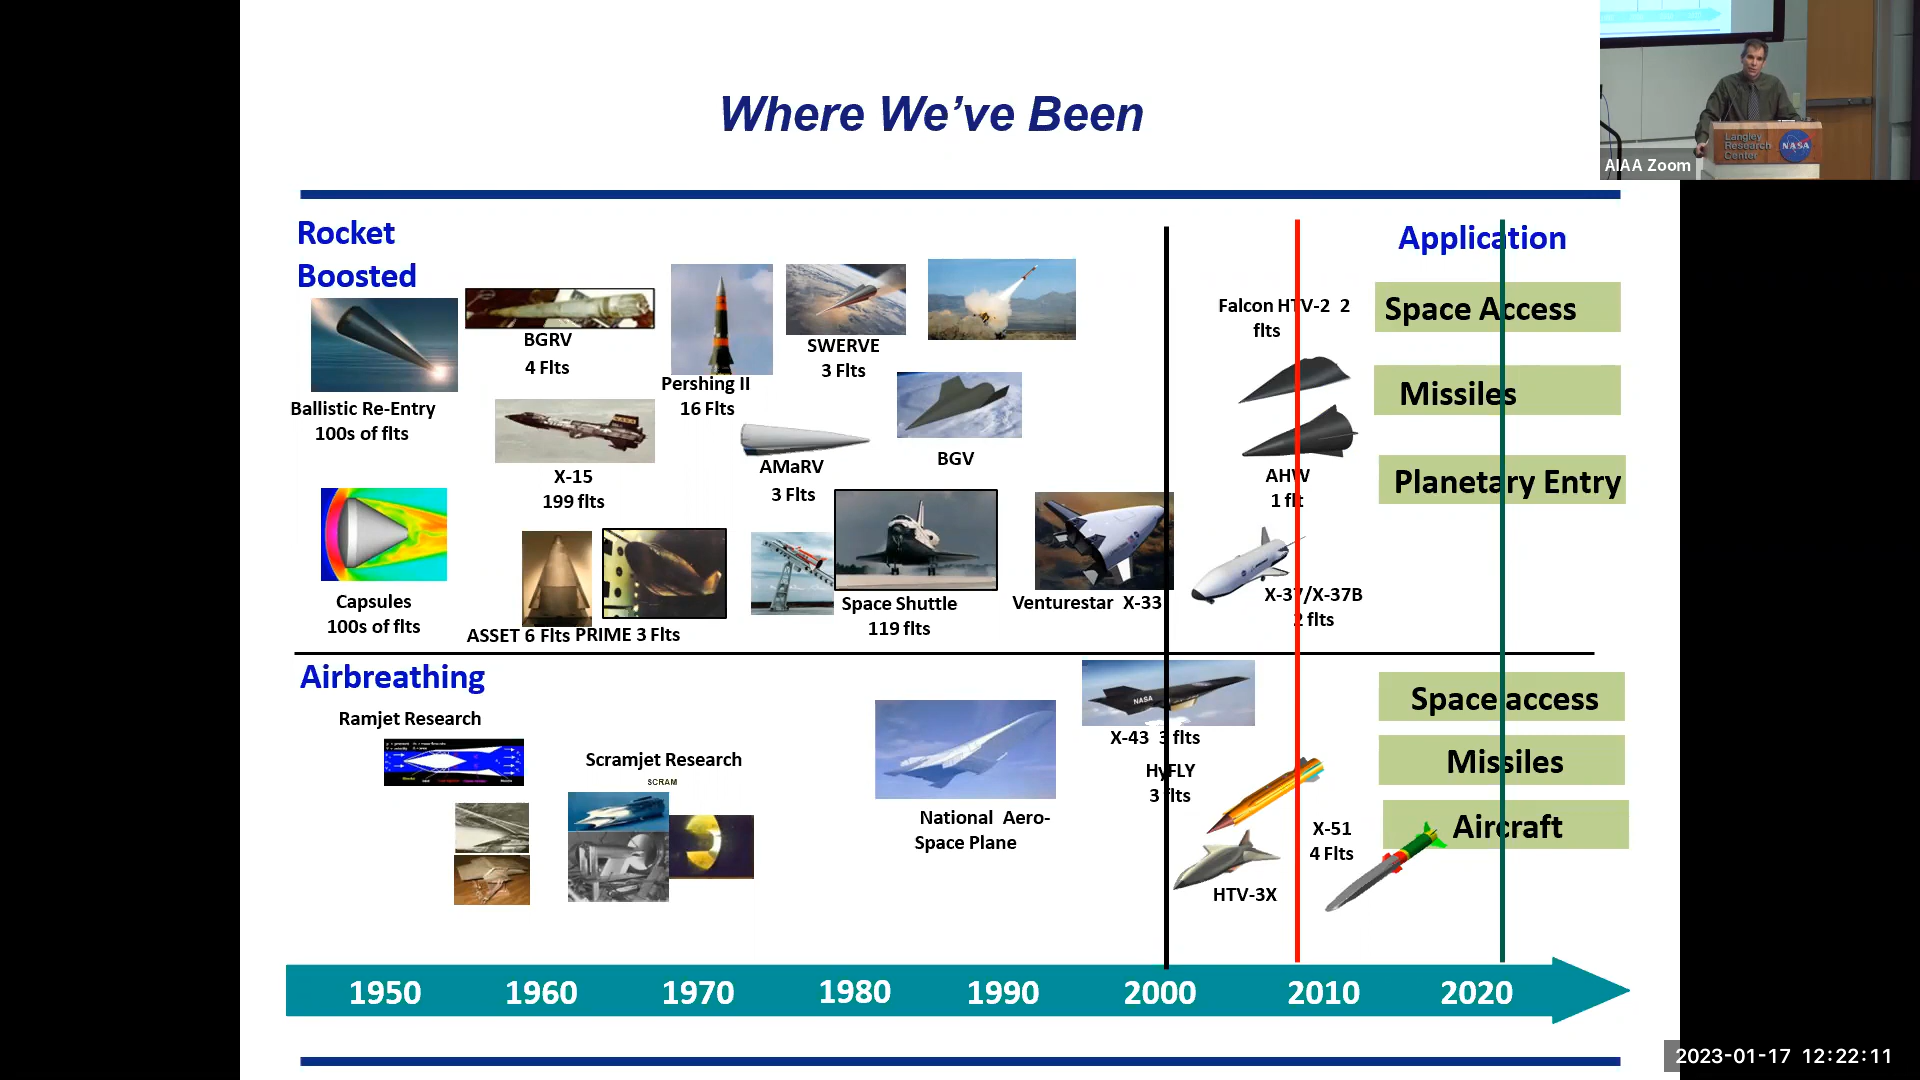 Where We've Been
AIAA Zoom
Langley
Research
Center
NASA
Rocket
Boosted
Application
Ballistic Re-Entry
100s of flts
BGRV
4 Flts
Pershing II
16 Flts
SWERVE
3 Flts
Falcon HTV-2 2
flts
Space Access
Missiles
X-15
199 flts
AMaRV
3 Flts
BGV
AHW
1 flt
Planetary Entry
Capsules
100s of flts
ASSET 6 Flts PRIME 3 Flts
Space Shuttle
119 flts
Venturestar X-33
X-37/X-37B
2 flts
Airbreathing
Ramjet Research
Scramjet Research
SCRAM
National Aero-
Space Plane
NASA
X-43 3 flts
HyFLY
3 flts
HTV-3X
X-51
4 Flts
Space access
Missiles
Aircraft
1950 1960 1970 1980 1990 2000 2010 2020
2023-01-17 12:22:11